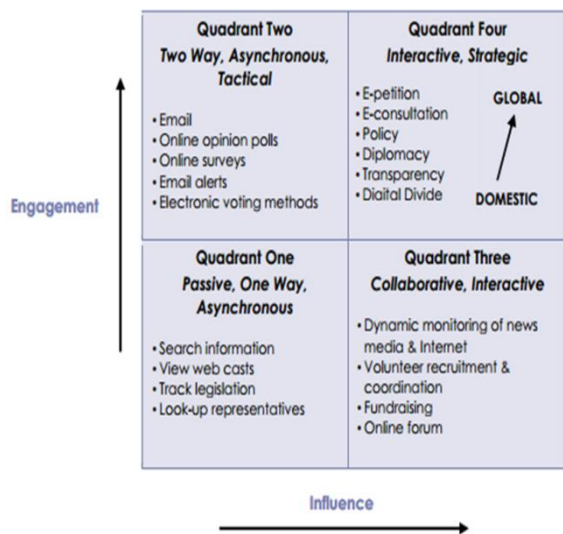 Quadrant Two
Two Way, Asynchronous,
Tactical
• Email
• Online opinion polls
• Online surveys
• Email alerts
• Electronic voting methods
Quadrant Four
Interactive, Strategic
• E-petition
• E-consultation
• Policy
• Diplomacy
• Transparency
• Diaital Divide
GLOBAL
DOMESTIC
Engagement
Quadrant One
Passive, One Way,
Asynchronous
• Search information
• View web casts
• Track legislation
• Look-up representatives
Quadrant Three
Collaborative, Interactive
• Dynamic monitoring of news
media & Internet
• Volunteer recruitment &
coordination
• Fundraising
• Online forum
Influence